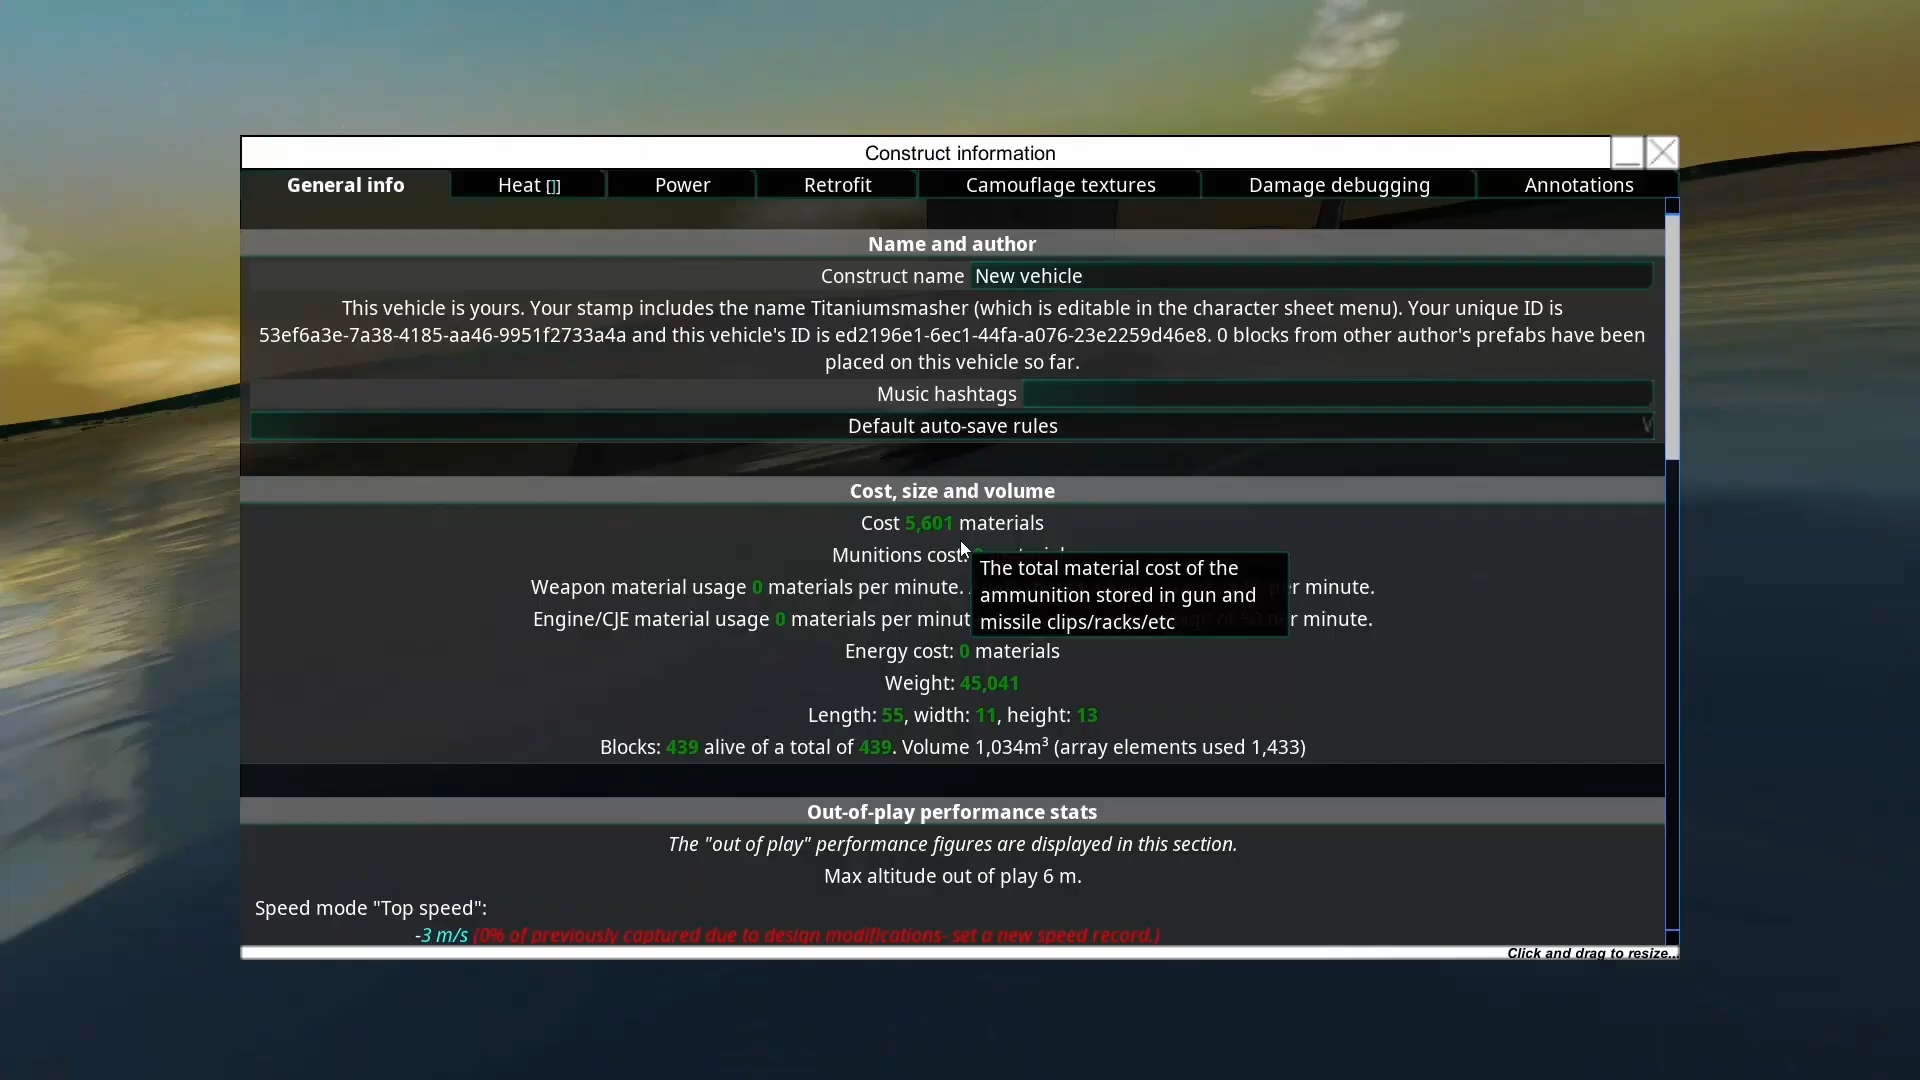 Construct information
General info Heat [] Power Retrofit Camouflage textures Damage debugging Annotations
Name and author
Construct name New vehicle
This vehicle is yours. Your stamp includes the name Titaniumsmasher (which is editable in the character sheet menu). Your unique ID is
53ef6a3e-7a38-4185-aa46-9951f2733a4a and this vehicle's ID is ed2196e1-6ec1-44fa-a076-23e2259d46e8. 0 blocks from other author's prefabs have been
placed on this vehicle so far.
Music hashtags
Default auto-save rules V
Cost, size and volume
Cost 5,601 materials
Munitions cost:
The total material cost of the
ammunition stored in gun and
missile clips/racks/etc
Weapon material usage 0 materials per minute. per minute.
Engine/CJE material usage 0 materials per minute.
Energy cost: 0 materials
Weight: 45,041
Length: 55, width: 11, height: 13
Blocks: 439 alive of a total of 439. Volume 1,034m³ (array elements used 1,433)
Out-of-play performance stats
The "out of play" performance figures are displayed in this section.
Max altitude out of play 6 m.
Speed mode "Top speed":
-3 m/s (0% of previously captured due to design modifications- set a new speed record.)
Click and drag to resize...